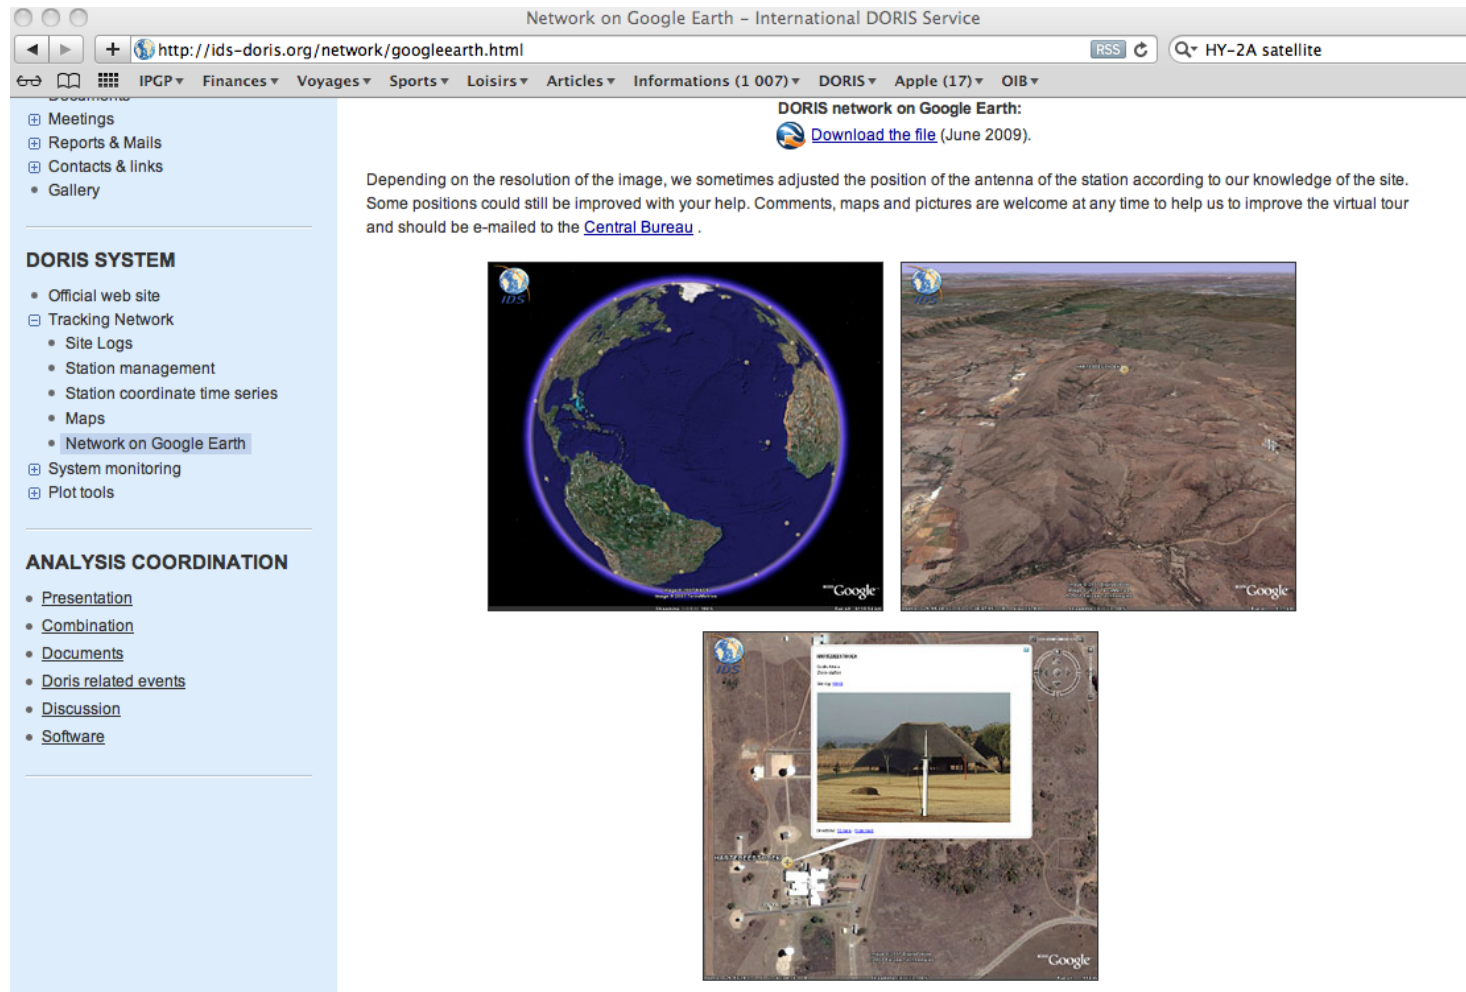 Network on Google Earth – International DORIS Service
http://ids-doris.org/network/googleearth.html
RSS
HY-2A satellite
IPGP Finances Voyages Sports Loisirs Articles Informations (1 007) DORIS Apple (17) OIB
Documents
Meetings
Reports & Mails
Contacts & links
Gallery
DORIS SYSTEM
Official web site
Tracking Network
Site Logs
Station management
Station coordinate time series
Maps
Network on Google Earth
System monitoring
Plot tools
ANALYSIS COORDINATION
Presentation
Combination
Documents
Doris related events
Discussion
Software
DORIS network on Google Earth:
Download the file (June 2009).
Depending on the resolution of the image, we sometimes adjusted the position of the antenna of the station according to our knowledge of the site.
Some positions could still be improved with your help. Comments, maps and pictures are welcome at any time to help us to improve the virtual tour
and should be e-mailed to the Central Bureau .
IDS
Google
IDS
Google
IDS
HARTEBEESTHOEK
Google